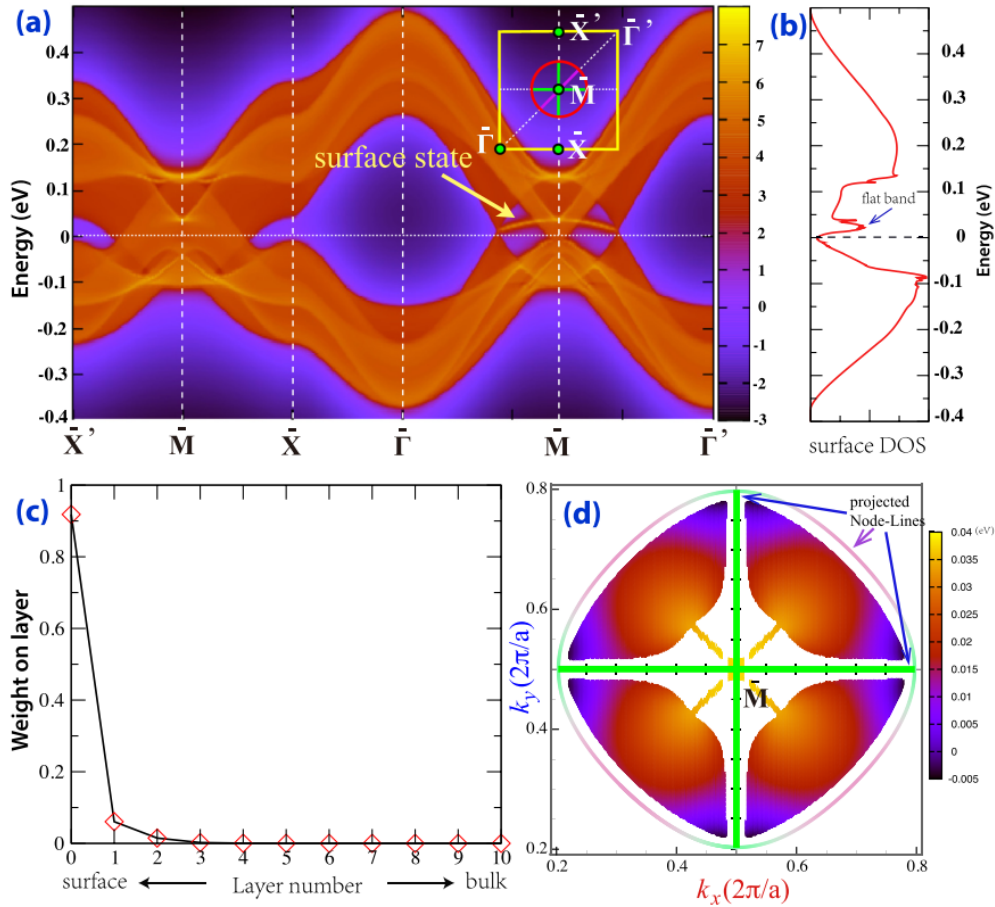 (a)
Energy (eV)
0.4
0.3
0.2
0.1
0
-0.1
-0.2
-0.3
-0.4
X̄'
M̄
X̄
Γ̄
M̄
Γ̄'
surface state
X̄'
Γ̄'
M̄
Γ̄
X̄
7
6
5
4
3
2
1
0
-1
-2
-3
(b)
flat band
0.4
0.3
0.2
0.1
0
0.1
0.2
0.3
0.4
Energy (eV)
surface DOS
(c)
Weight on layer
1
0.8
0.6
0.4
0.2
0
0 1 2 3 4 5 6 7 8 9 10
surface Layer number bulk
(d)
projected
Node-Lines
k_y (2π/a)
0.8
0.6
0.4
0.2
M̄
0.2 0.4 0.6 0.8
k_x (2π/a)
0.04 (eV)
0.035
0.03
0.025
0.02
0.015
0.01
0.005
0
-0.005